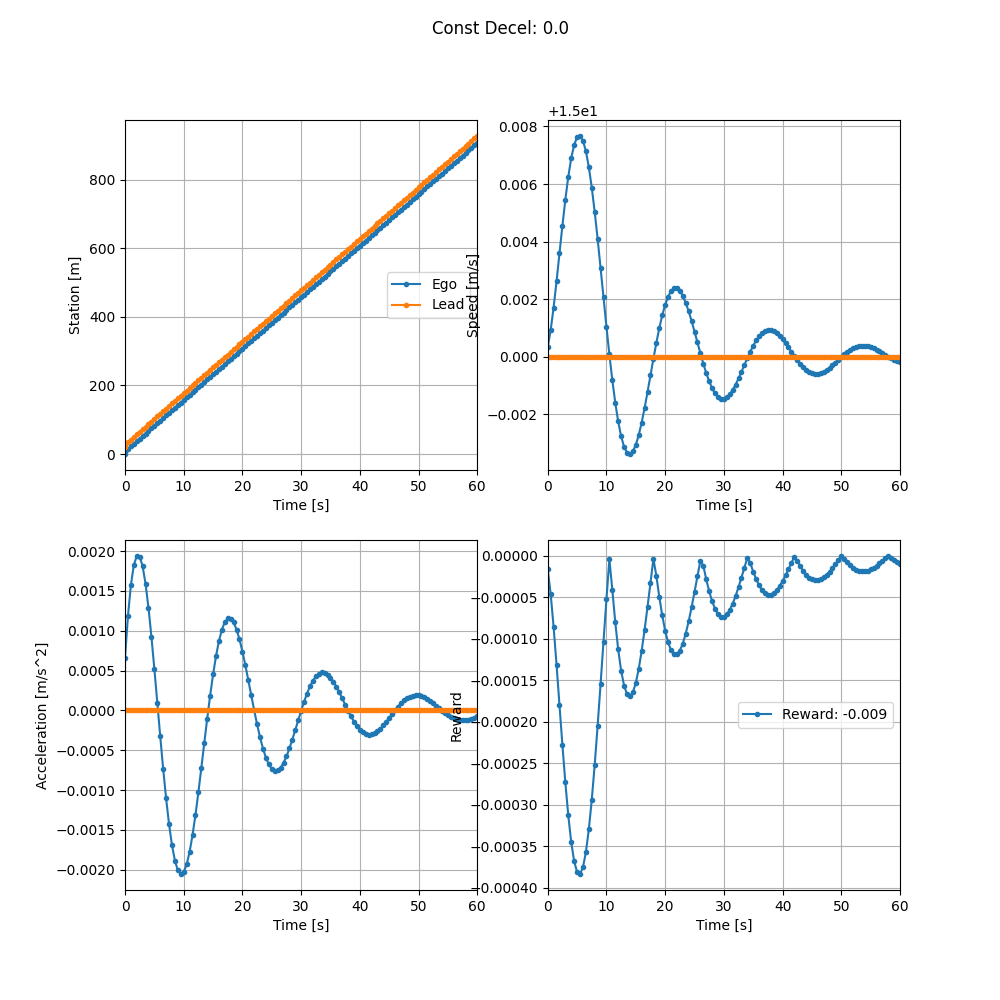 Const Decel: 0.0
800
600
400
200
0
Station [m]
Ego
Lead
0 10 20 30 40 50 60
Time [s]
+1.5e1
0.008
0.006
0.004
0.002
0.000
−0.002
Speed [m/s]
0 10 20 30 40 50 60
Time [s]
0.0020
0.0015
0.0010
0.0005
0.0000
−0.0005
−0.0010
−0.0015
−0.0020
Acceleration [m/s^2]
0 10 20 30 40 50 60
Time [s]
0.00000
−0.00005
−0.00010
−0.00015
−0.00020
−0.00025
−0.00030
−0.00035
−0.00040
Reward
Reward: -0.009
0 10 20 30 40 50 60
Time [s]